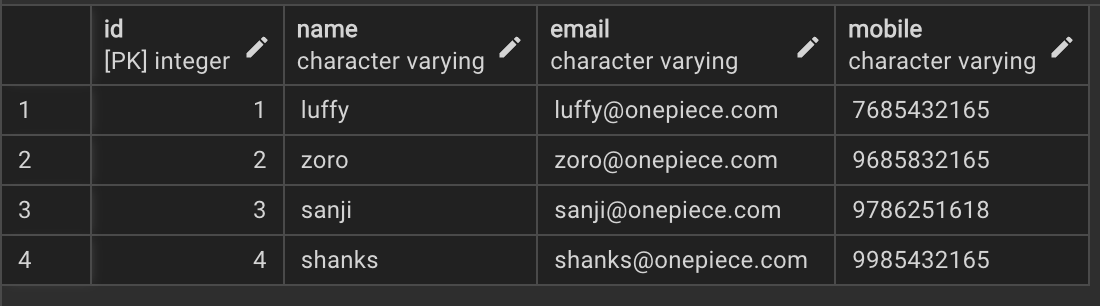 id name email mobile
[PK] integer character varying character varying character varying
1 1 luffy luffy@onepiece.com 7685432165
2 2 zoro zoro@onepiece.com 9685832165
3 3 sanji sanji@onepiece.com 9786251618
4 4 shanks shanks@onepiece.com 9985432165